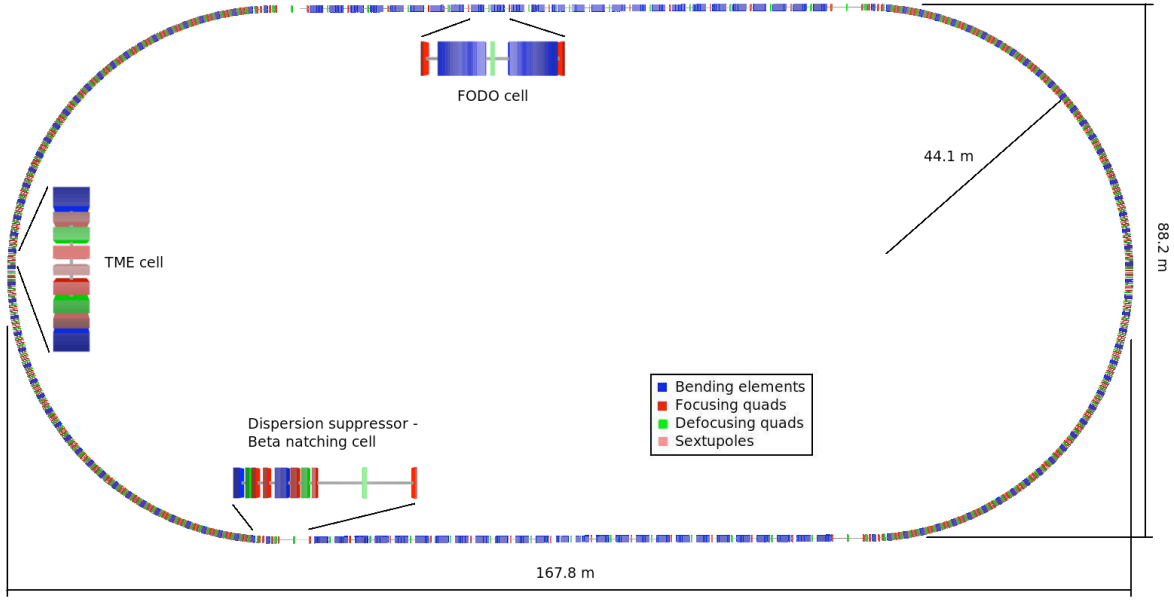 FODO cell
44.1 m
88.2 m
TME cell
Bending elements
Focusing quads
Defocusing quads
Sextupoles
Dispersion suppressor -
Beta natching cell
167.8 m